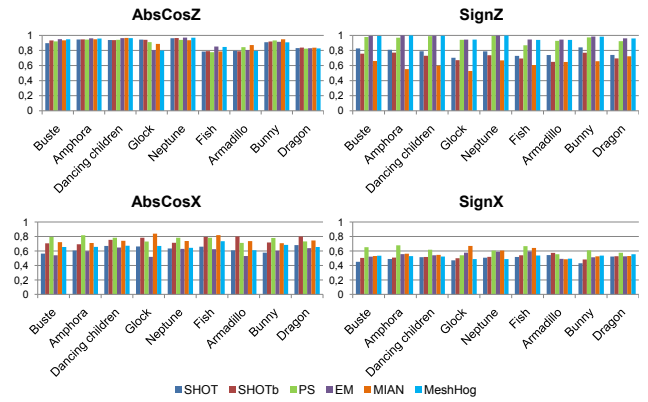 AbsCosZ
SignZ
1
0,8
0,6
0,4
0,2
0
Buste
Amphora
Dancing children
Glock
Neptune
Fish
Armadillo
Bunny
Dragon
1
0,8
0,6
0,4
0,2
0
Buste
Amphora
Dancing children
Glock
Neptune
Fish
Armadillo
Bunny
Dragon
AbsCosX
SignX
1
0,8
0,6
0,4
0,2
0
Buste
Amphora
Dancing children
Glock
Neptune
Fish
Armadillo
Bunny
Dragon
1
0,8
0,6
0,4
0,2
0
Buste
Amphora
Dancing children
Glock
Neptune
Fish
Armadillo
Bunny
Dragon
SHOT SHOTb PS EM MIAN MeshHog